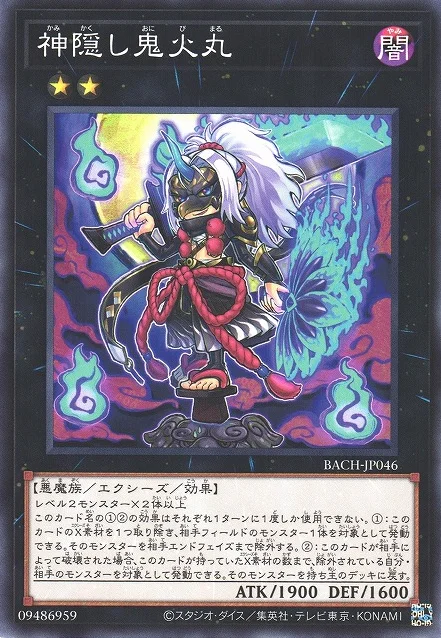 神隠し鬼火丸
闇
BACH-JP046
【悪魔族/エクシーズ/効果】
レベル2モンスター×2体以上
このカード名の①②の効果はそれぞれ1ターンに1度しか使用できない。①：このカードのX素材を1つ取り除き、相手フィールドのモンスター1体を対象として発動できる。そのモンスターを相手エンドフェイズまで除外する。②：このカードが相手によって破壊された場合、このカードが持っていたX素材の数まで、除外されている自分・相手のモンスターを対象として発動できる。そのモンスターを持ち主のデッキに戻す。
ATK/1900 DEF/1600
09486959
©スタジオ・ダイス/集英社・テレビ東京・KONAMI